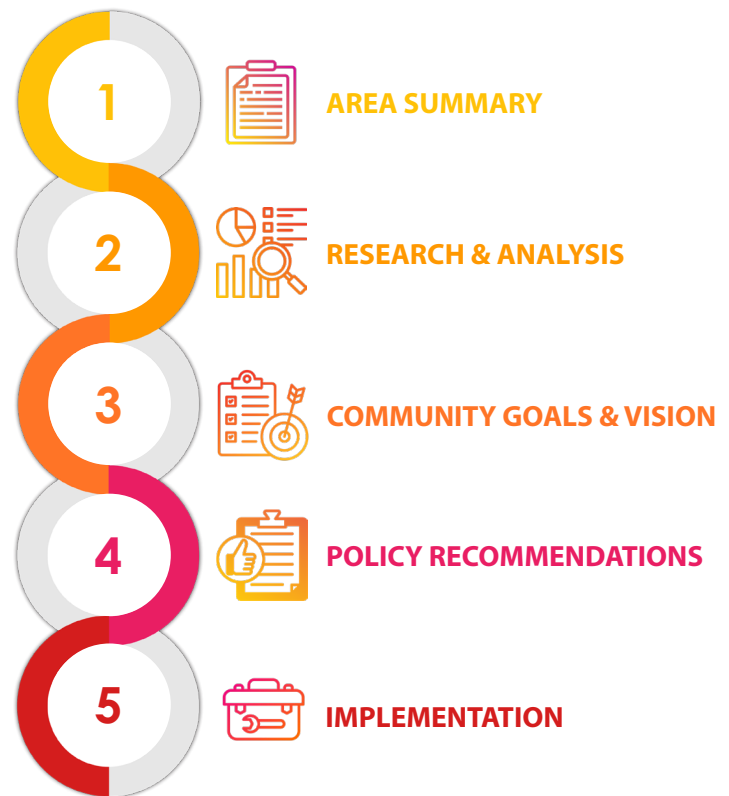 1
AREA SUMMARY
2
RESEARCH & ANALYSIS
3
COMMUNITY GOALS & VISION
4
POLICY RECOMMENDATIONS
5
IMPLEMENTATION